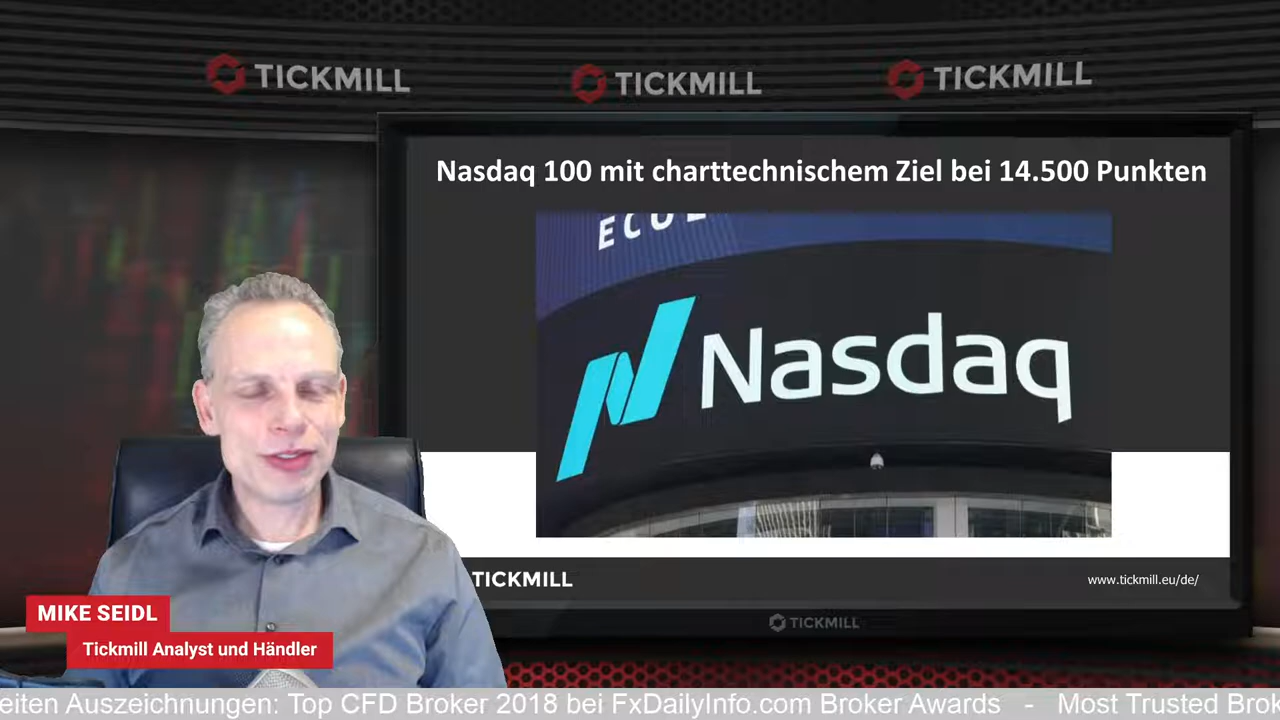 TICKMILL
TICKMILL
TICKMILL
Nasdaq 100 mit charttechnischem Ziel bei 14.500 Punkten
Nasdaq
TICKMILL
www.tickmill.eu/de/
TICKMILL
MIKE SEIDL
Tickmill Analyst und Händler
eiten Auszeichnungen: Top CFD Broker 2018 bei FxDailyInfo.com Broker Awards - Most Trusted Brok